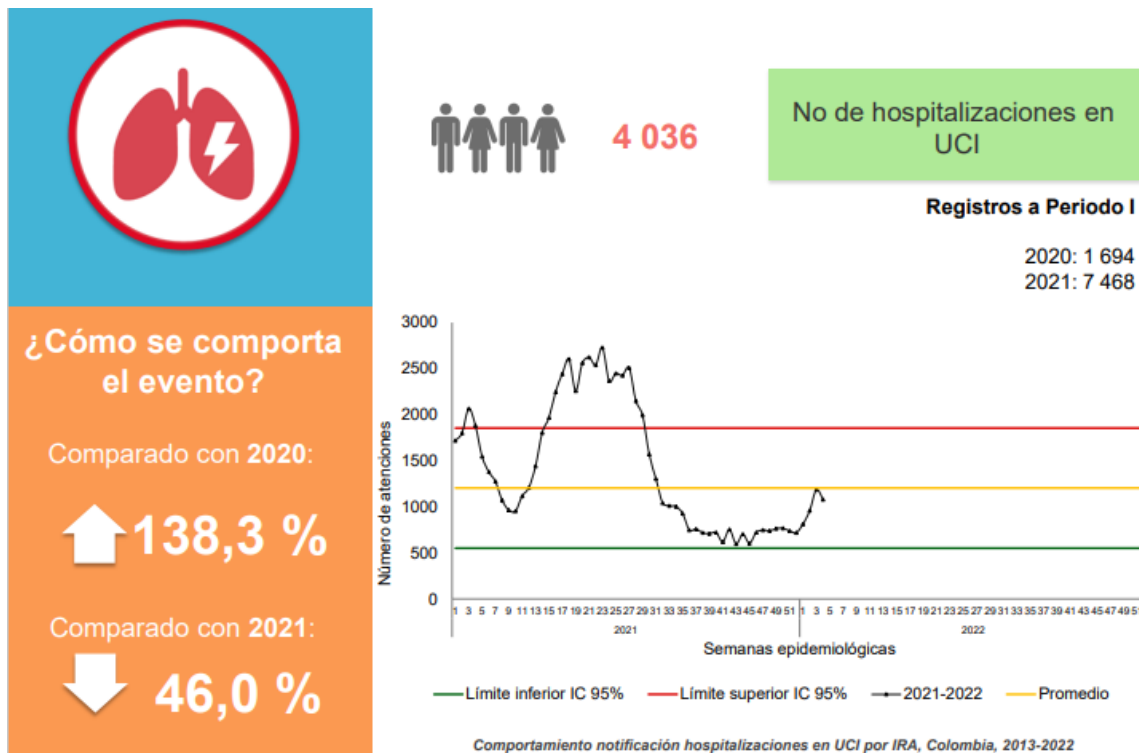 4 036
No de hospitalizaciones en
UCI
Registros a Periodo I
2020: 1 694
2021: 7 468
¿Cómo se comporta
el evento?
Comparado con 2020:
138,3 %
Comparado con 2021:
46,0 %
Número de atenciones
3000
2500
2000
1500
1000
500
0
1 3 5 7 9 11 13 15 17 19 21 23 25 27 29 31 33 35 37 39 41 43 45 47 49 51 1 3 5 7 9 11 13 15 17 19 21 23 25 27 29 31 33 35 37 39 41 43 45 47 49 51
2021 2022
Semanas epidemiológicas
Límite inferior IC 95% Límite superior IC 95% 2021-2022 Promedio
Comportamiento notificación hospitalizaciones en UCI por IRA, Colombia, 2013-2022